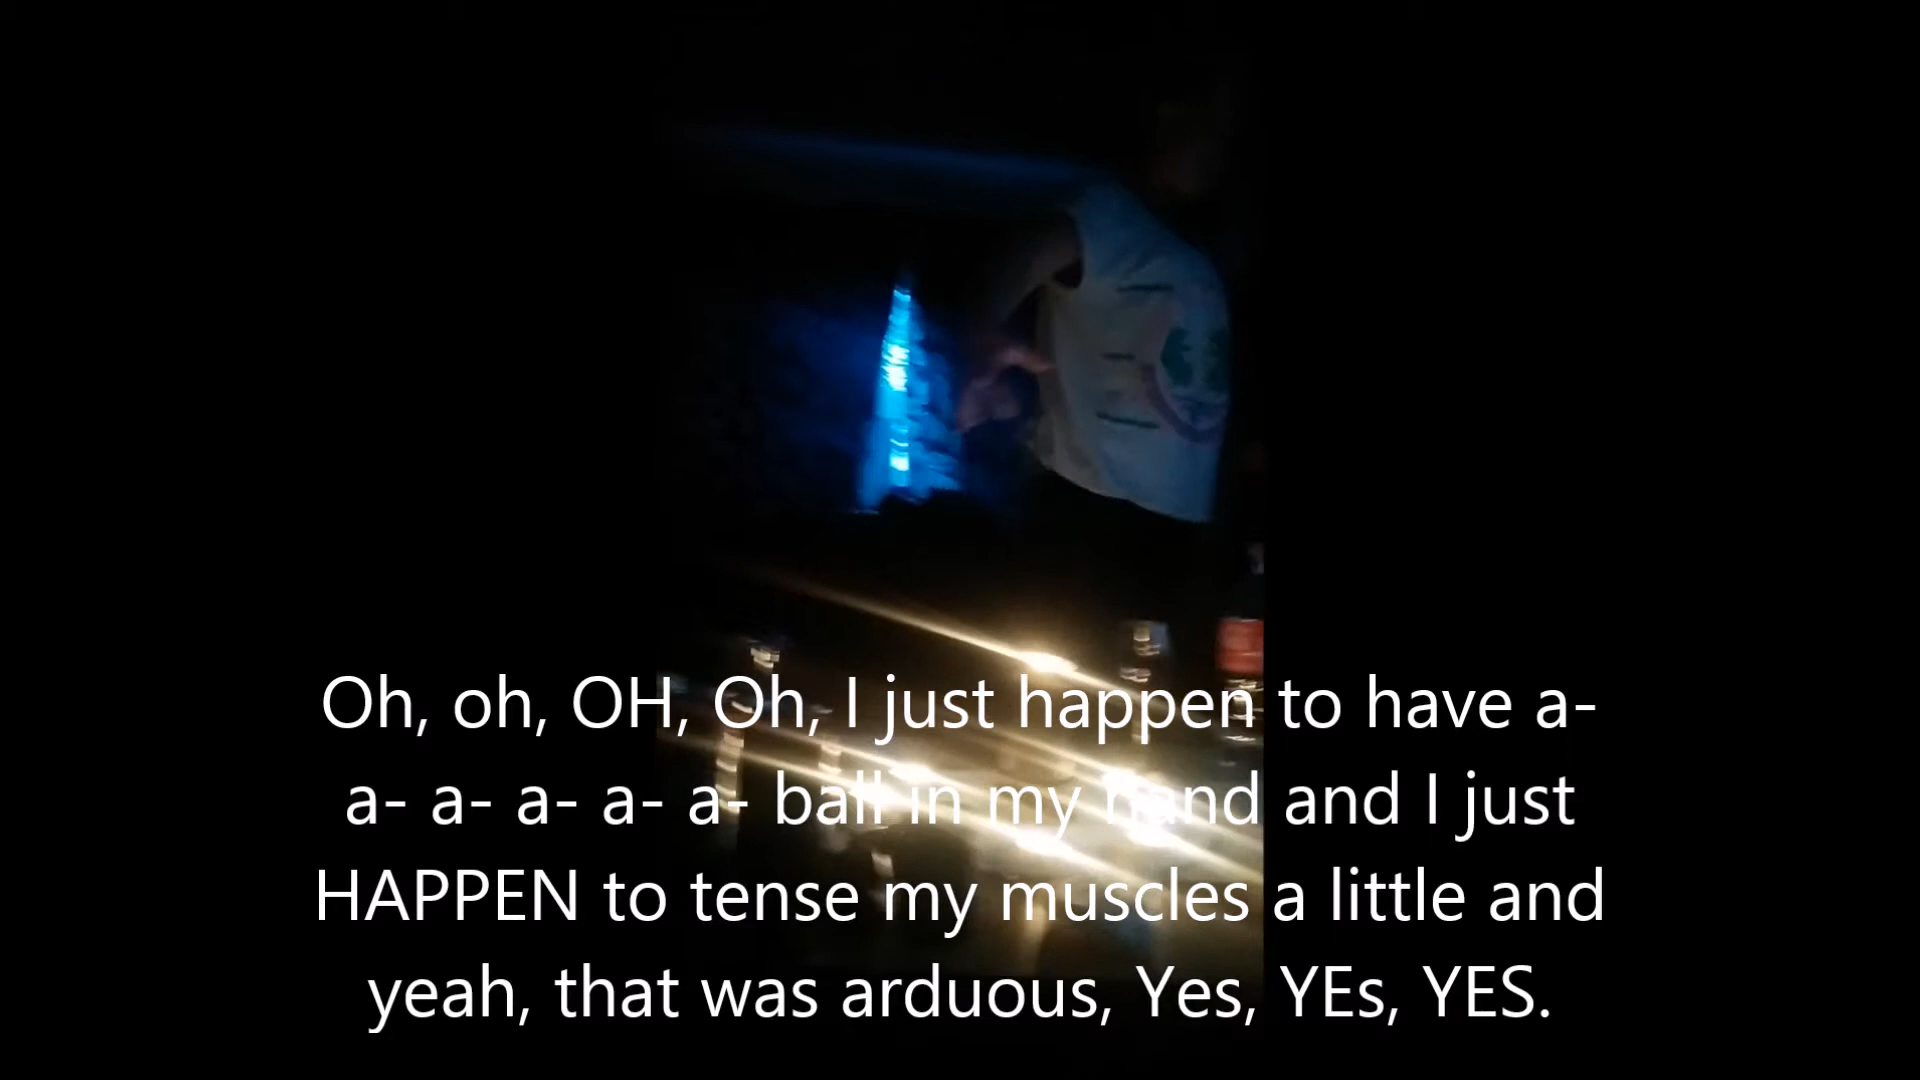 Oh, oh, OH, Oh, I just happen to have a-
a- a- a- a- a- ball in my hand and I just
HAPPEN to tense my muscles a little and
yeah, that was arduous, Yes, YEs, YES.